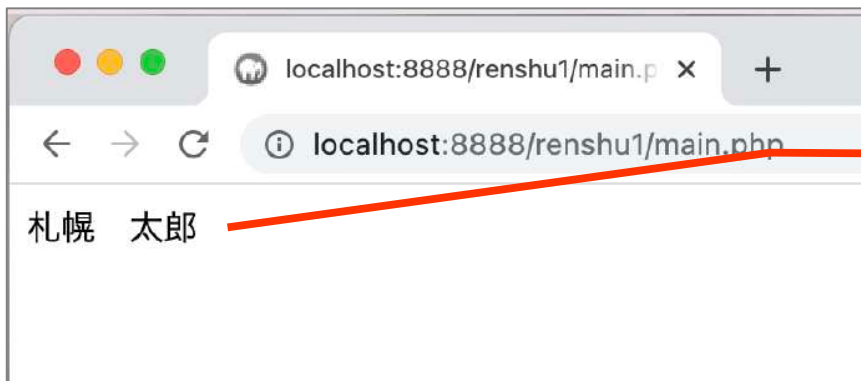 localhost:8888/renshu1/main.p
localhost:8888/renshu1/main.php
札幌　太郎